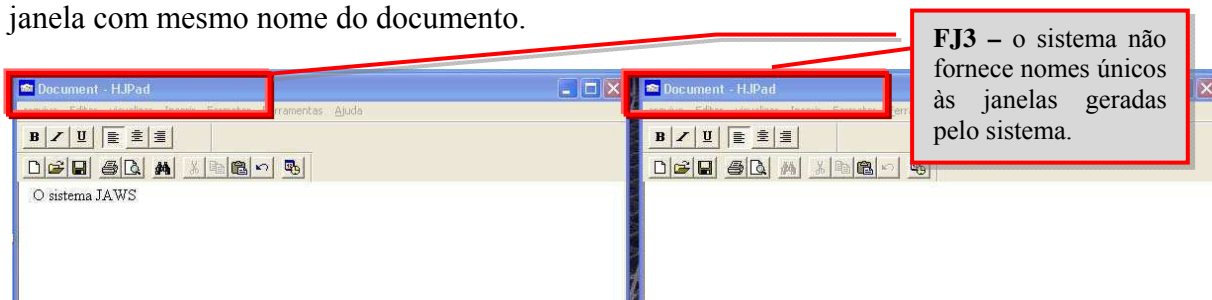 janela com mesmo nome do documento.
FJ3 – o sistema não
fornece nomes únicos
às janelas geradas
pelo sistema.
Document - HJPad
Ajuda
B I U
O sistema JAWS
Document - HJPad
B I U